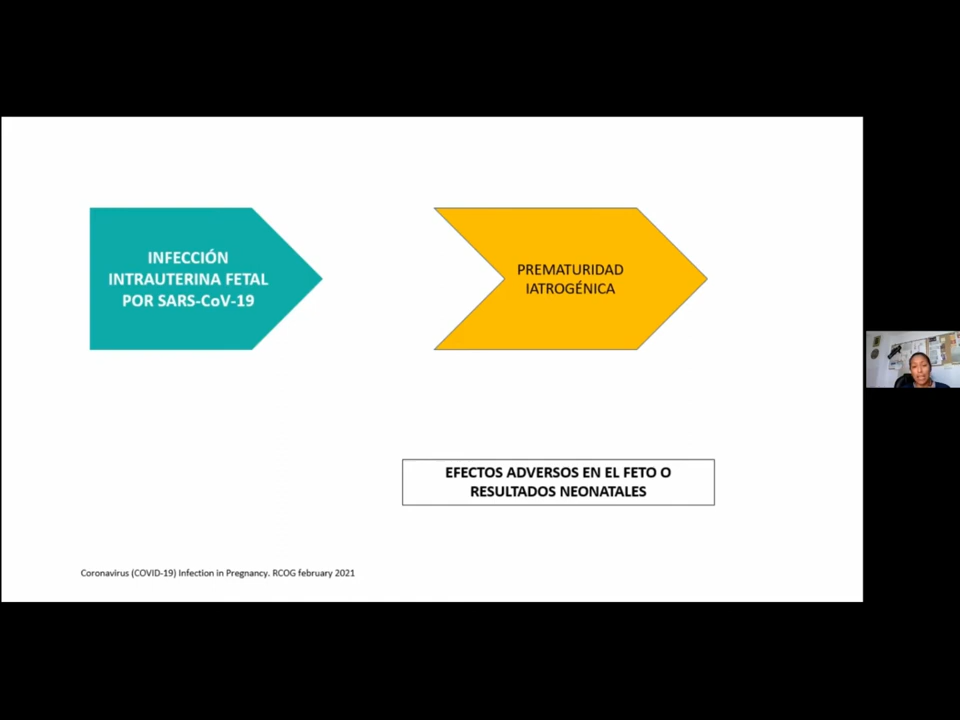 INFECCIÓN
INTRAUTERINA FETAL
POR SARS-CoV-19
PREMATURIDAD
IATROGÉNICA
EFECTOS ADVERSOS EN EL FETO O
RESULTADOS NEONATALES
Coronavirus (COVID-19) Infection in Pregnancy. RCOG february 2021